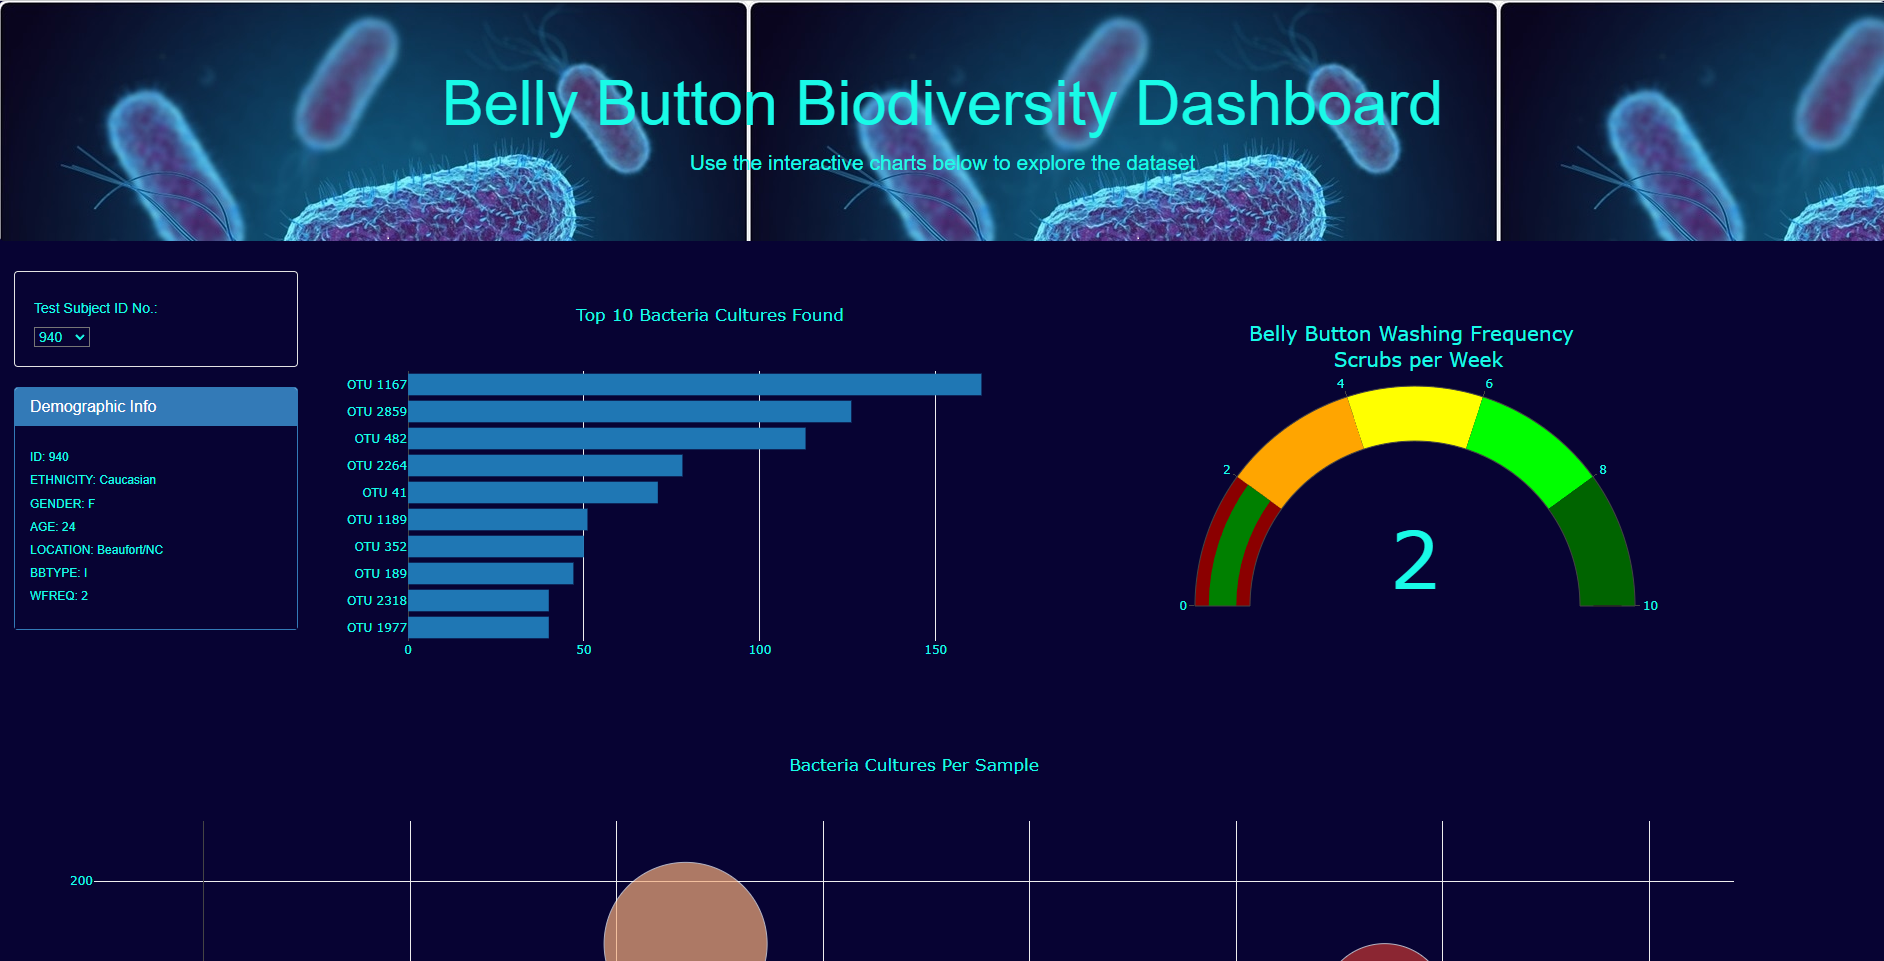 Belly Button Biodiversity Dashboard
Use the interactive charts below to explore the dataset
Test Subject ID No.:
940
Demographic Info
ID: 940
ETHNICITY: Caucasian
GENDER: F
AGE: 24
LOCATION: Beaufort/NC
BBTYPE: I
WFREQ: 2
Top 10 Bacteria Cultures Found
OTU 1167
OTU 2859
OTU 482
OTU 2264
OTU 41
OTU 1189
OTU 352
OTU 189
OTU 2318
OTU 1977
0 50 100 150
Belly Button Washing Frequency
Scrubs per Week
4 6
2 8
2
0 10
Bacteria Cultures Per Sample
200